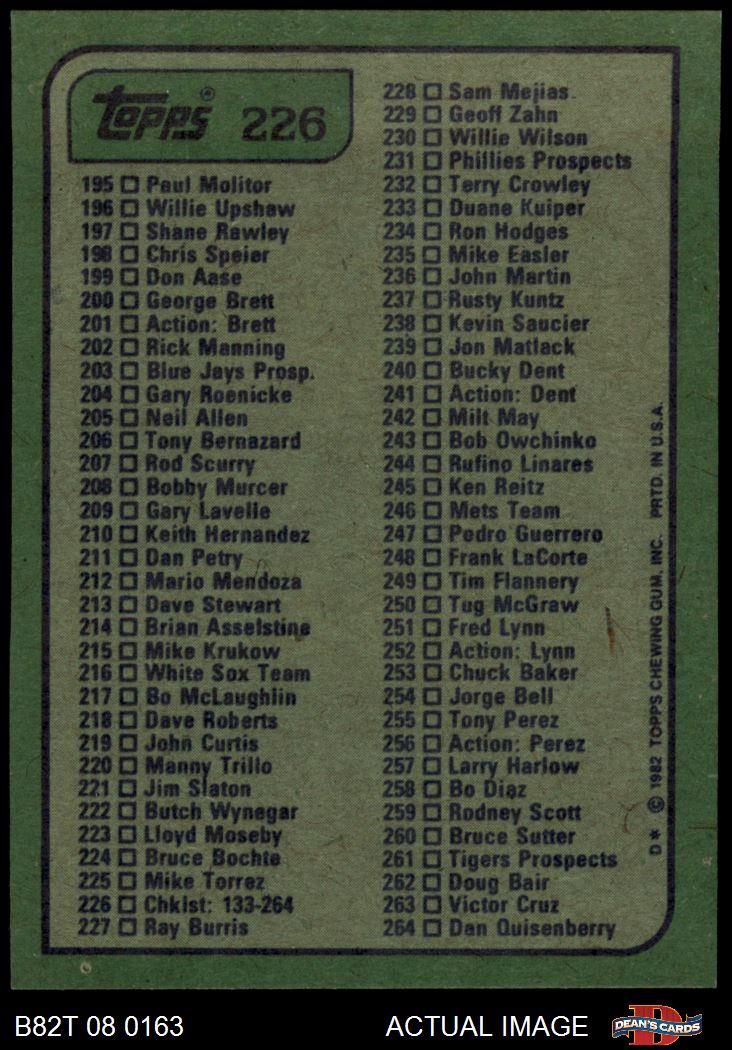 topps® 226
195 Paul Molitor
196 Willie Upshaw
197 Shane Rawley
198 Chris Speier
199 Don Aase
200 George Brett
201 Action: Brett
202 Rick Manning
203 Blue Jays Prosp.
204 Gary Roenicke
205 Neil Allen
206 Tony Bernazard
207 Rod Scurry
208 Bobby Murcer
209 Gary Lavelle
210 Keith Hernandez
211 Dan Petry
212 Mario Mendoza
213 Dave Stewart
214 Brian Asselstine
215 Mike Krukow
216 White Sox Team
217 Bo McLaughlin
218 Dave Roberts
219 John Curtis
220 Manny Trillo
221 Jim Slaton
222 Butch Wynegar
223 Lloyd Moseby
224 Bruce Bochte
225 Mike Torrez
226 Chklst: 133-264
227 Ray Burris
228 Sam Mejias
229 Geoff Zahn
230 Willie Wilson
231 Phillies Prospects
232 Terry Crowley
233 Duane Kuiper
234 Ron Hodges
235 Mike Easler
236 John Martin
237 Rusty Kuntz
238 Kevin Saucier
239 Jon Matlack
240 Bucky Dent
241 Action: Dent
242 Milt May
243 Bob Owchinko
244 Rufino Linares
245 Ken Reitz
246 Mets Team
247 Pedro Guerrero
248 Frank LaCorte
249 Tim Flannery
250 Tug McGraw
251 Fred Lynn
252 Action: Lynn
253 Chuck Baker
254 Jorge Bell
255 Tony Perez
256 Action: Perez
257 Larry Harlow
258 Bo Diaz
259 Rodney Scott
260 Bruce Sutter
261 Tigers Prospects
262 Doug Bair
263 Victor Cruz
264 Dan Quisenberry
D* © 1982 TOPPS CHEWING GUM, INC. PRTD. IN U.S.A.
B82T 08 0163 ACTUAL IMAGE DEAN'S CARDS